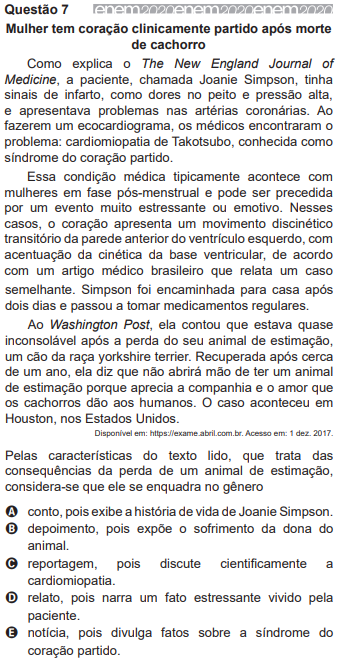 Questão 7 enem2020enem2020enem2020
Mulher tem coração clinicamente partido após morte
de cachorro
Como explica o The New England Journal of
Medicine, a paciente, chamada Joanie Simpson, tinha
sinais de infarto, como dores no peito e pressão alta,
e apresentava problemas nas artérias coronárias. Ao
fazerem um ecocardiograma, os médicos encontraram o
problema: cardiomiopatia de Takotsubo, conhecida como
síndrome do coração partido.
Essa condição médica tipicamente acontece com
mulheres em fase pós-menstrual e pode ser precedida
por um evento muito estressante ou emotivo. Nesses
casos, o coração apresenta um movimento discinético
transitório da parede anterior do ventrículo esquerdo, com
acentuação da cinética da base ventricular, de acordo
com um artigo médico brasileiro que relata um caso
semelhante. Simpson foi encaminhada para casa após
dois dias e passou a tomar medicamentos regulares.
Ao Washington Post, ela contou que estava quase
inconsolável após a perda do seu animal de estimação,
um cão da raça yorkshire terrier. Recuperada após cerca
de um ano, ela diz que não abrirá mão de ter um animal
de estimação porque aprecia a companhia e o amor que
os cachorros dão aos humanos. O caso aconteceu em
Houston, nos Estados Unidos.
Disponível em: https://exame.abril.com.br. Acesso em: 1 dez. 2017.
Pelas características do texto lido, que trata das
consequências da perda de um animal de estimação,
considera-se que ele se enquadra no gênero
A conto, pois exibe a história de vida de Joanie Simpson.
B depoimento, pois expõe o sofrimento da dona do
animal.
C reportagem, pois discute cientificamente a
cardiomiopatia.
D relato, pois narra um fato estressante vivido pela
paciente.
E notícia, pois divulga fatos sobre a síndrome do
coração partido.